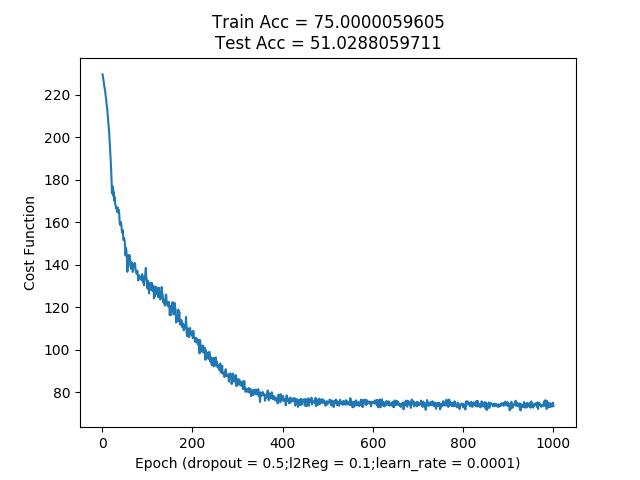 Train Acc = 75.0000059605
Test Acc = 51.0288059711
Cost Function
220
200
180
160
140
120
100
80
0 200 400 600 800 1000
Epoch (dropout = 0.5;l2Reg = 0.1;learn_rate = 0.0001)